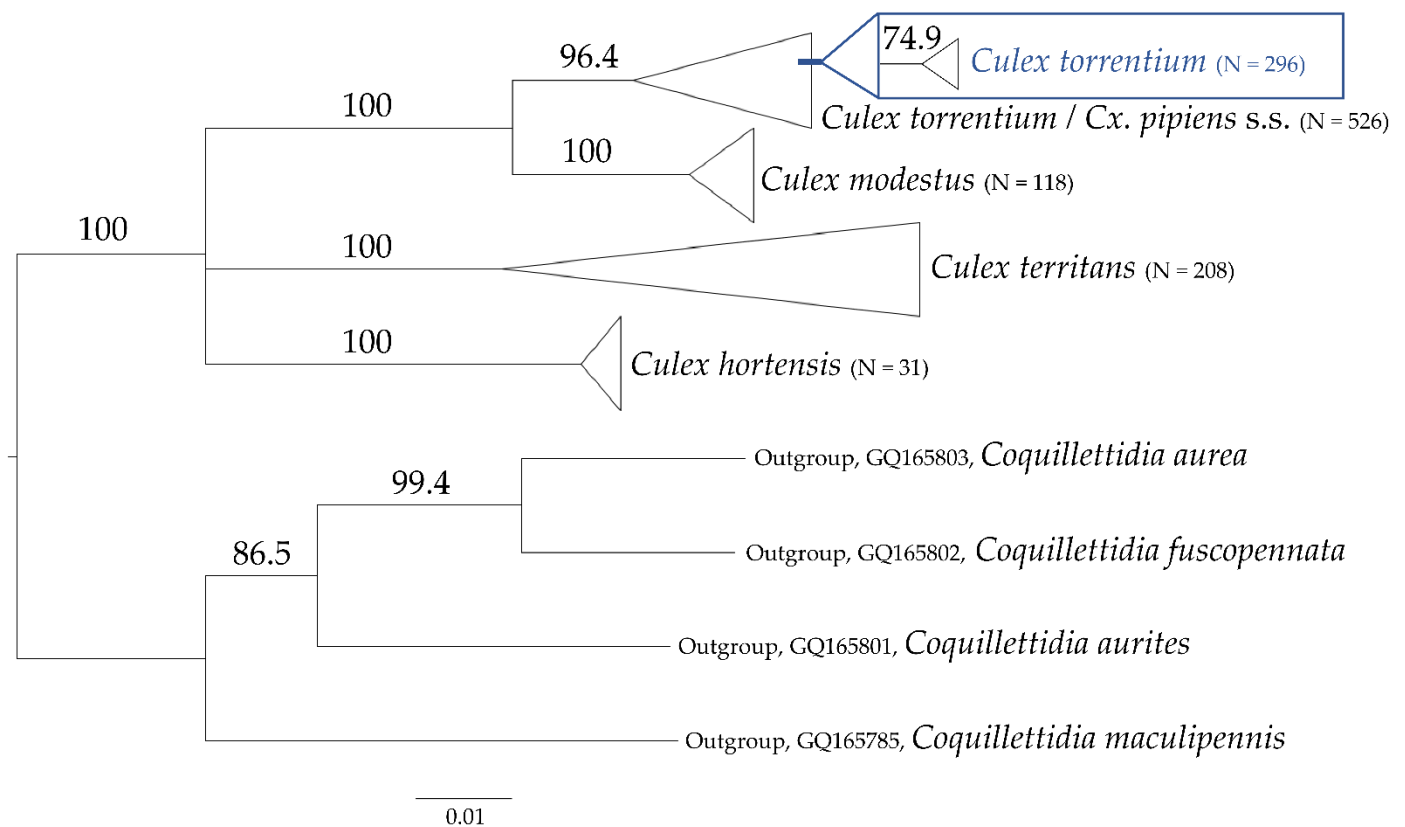 74.9
Culex torrentium (N = 296)
96.4
100
Culex torrentium / Cx. pipiens s.s. (N = 526)
100
Culex modestus (N = 118)
100
100
Culex territans (N = 208)
100
Culex hortensis (N = 31)
Outgroup, GQ165803, Coquillettidia aurea
99.4
Outgroup, GQ165802, Coquillettidia fuscopennata
86.5
Outgroup, GQ165801, Coquillettidia aurites
Outgroup, GQ165785, Coquillettidia maculipennis
0.01